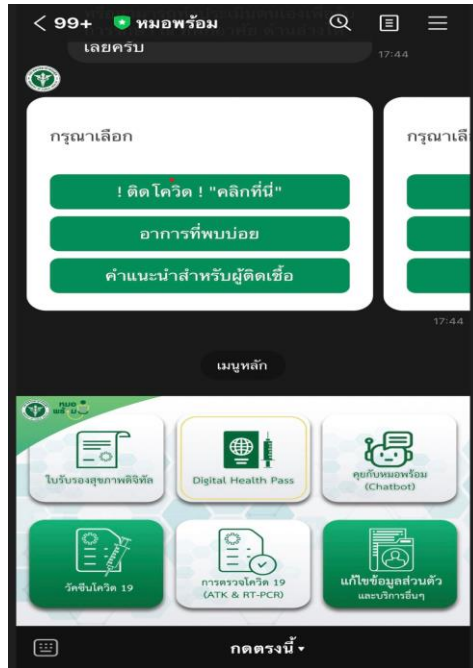 99+ หมอพร้อม
เลยครับ
17:44
กรุณาเลือก
! ติดโควิด ! "คลิกที่นี่"
อาการที่พบบ่อย
คำแนะนำสำหรับผู้ติดเชื้อ
กรุณาเลื
17:44
เมนูหลัก
หมอพร้อม
ใบรับรองสุขภาพดิจิทัล
Digital Health Pass
คุยกับหมอพร้อม
(Chatbot)
วัคซีนโควิด 19
การตรวจโควิด 19
(ATK & RT-PCR)
แก้ไขข้อมูลส่วนตัว
และบริการอื่นๆ
กดตรงนี้